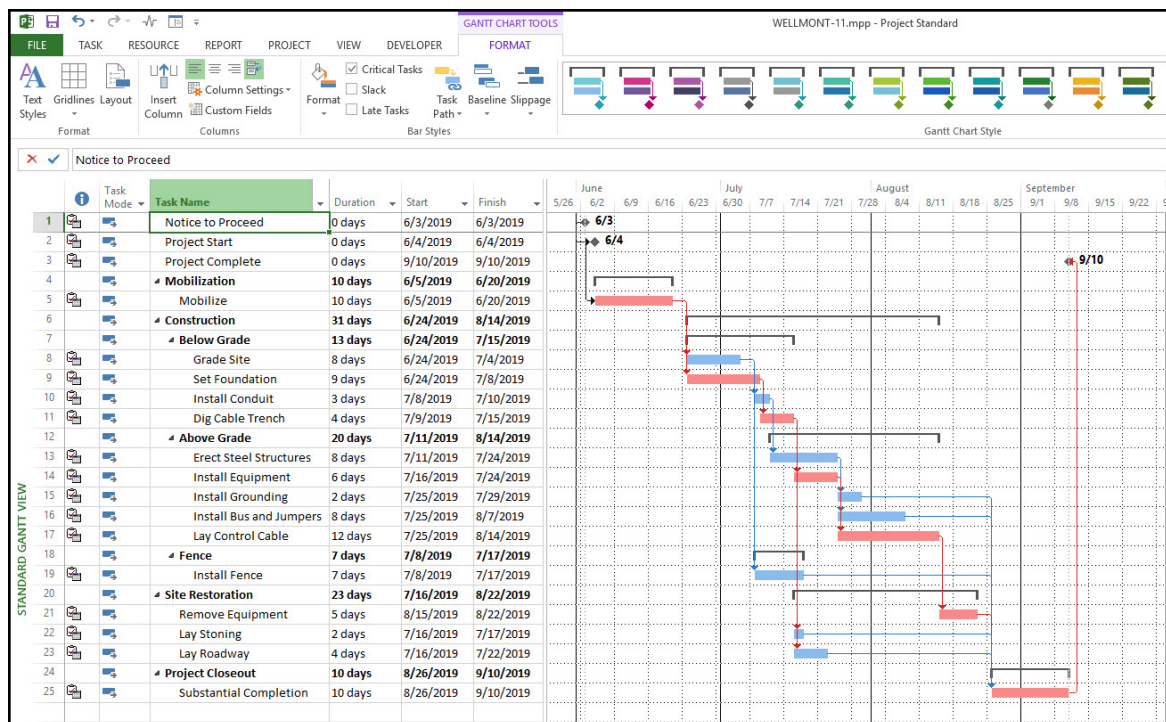 GANTT CHART TOOLS WELLMONT-11.mpp - Project Standard
FILE TASK RESOURCE REPORT PROJECT VIEW DEVELOPER FORMAT
Text Styles Gridlines Layout Insert Column Column Settings Custom Fields Format Critical Tasks Slack Late Tasks Task Path Baseline Slippage
Format Columns Bar Styles Gantt Chart Style
Notice to Proceed
June July August September
Task Mode Task Name Duration Start Finish 5/26 6/2 6/9 6/16 6/23 6/30 7/7 7/14 7/21 7/28 8/4 8/11 8/18 8/25 9/1 9/8 9/15 9/22
1 Notice to Proceed 0 days 6/3/2019 6/3/2019 6/3
2 Project Start 0 days 6/4/2019 6/4/2019 6/4
3 Project Complete 0 days 9/10/2019 9/10/2019 9/10
4 Mobilization 10 days 6/5/2019 6/20/2019
5 Mobilize 10 days 6/5/2019 6/20/2019
6 Construction 31 days 6/24/2019 8/14/2019
7 Below Grade 13 days 6/24/2019 7/15/2019
8 Grade Site 8 days 6/24/2019 7/4/2019
9 Set Foundation 9 days 6/24/2019 7/8/2019
10 Install Conduit 3 days 7/8/2019 7/10/2019
11 Dig Cable Trench 4 days 7/9/2019 7/15/2019
12 Above Grade 20 days 7/11/2019 8/14/2019
13 Erect Steel Structures 8 days 7/11/2019 7/24/2019
14 Install Equipment 6 days 7/16/2019 7/24/2019
15 Install Grounding 2 days 7/25/2019 7/29/2019
16 Install Bus and Jumpers 8 days 7/25/2019 8/7/2019
17 Lay Control Cable 12 days 7/25/2019 8/14/2019
18 Fence 7 days 7/8/2019 7/17/2019
19 Install Fence 7 days 7/8/2019 7/17/2019
20 Site Restoration 23 days 7/16/2019 8/22/2019
21 Remove Equipment 5 days 8/15/2019 8/22/2019
22 Lay Stoning 2 days 7/16/2019 7/17/2019
23 Lay Roadway 4 days 7/16/2019 7/22/2019
24 Project Closeout 10 days 8/26/2019 9/10/2019
25 Substantial Completion 10 days 8/26/2019 9/10/2019
STANDARD GANTT VIEW